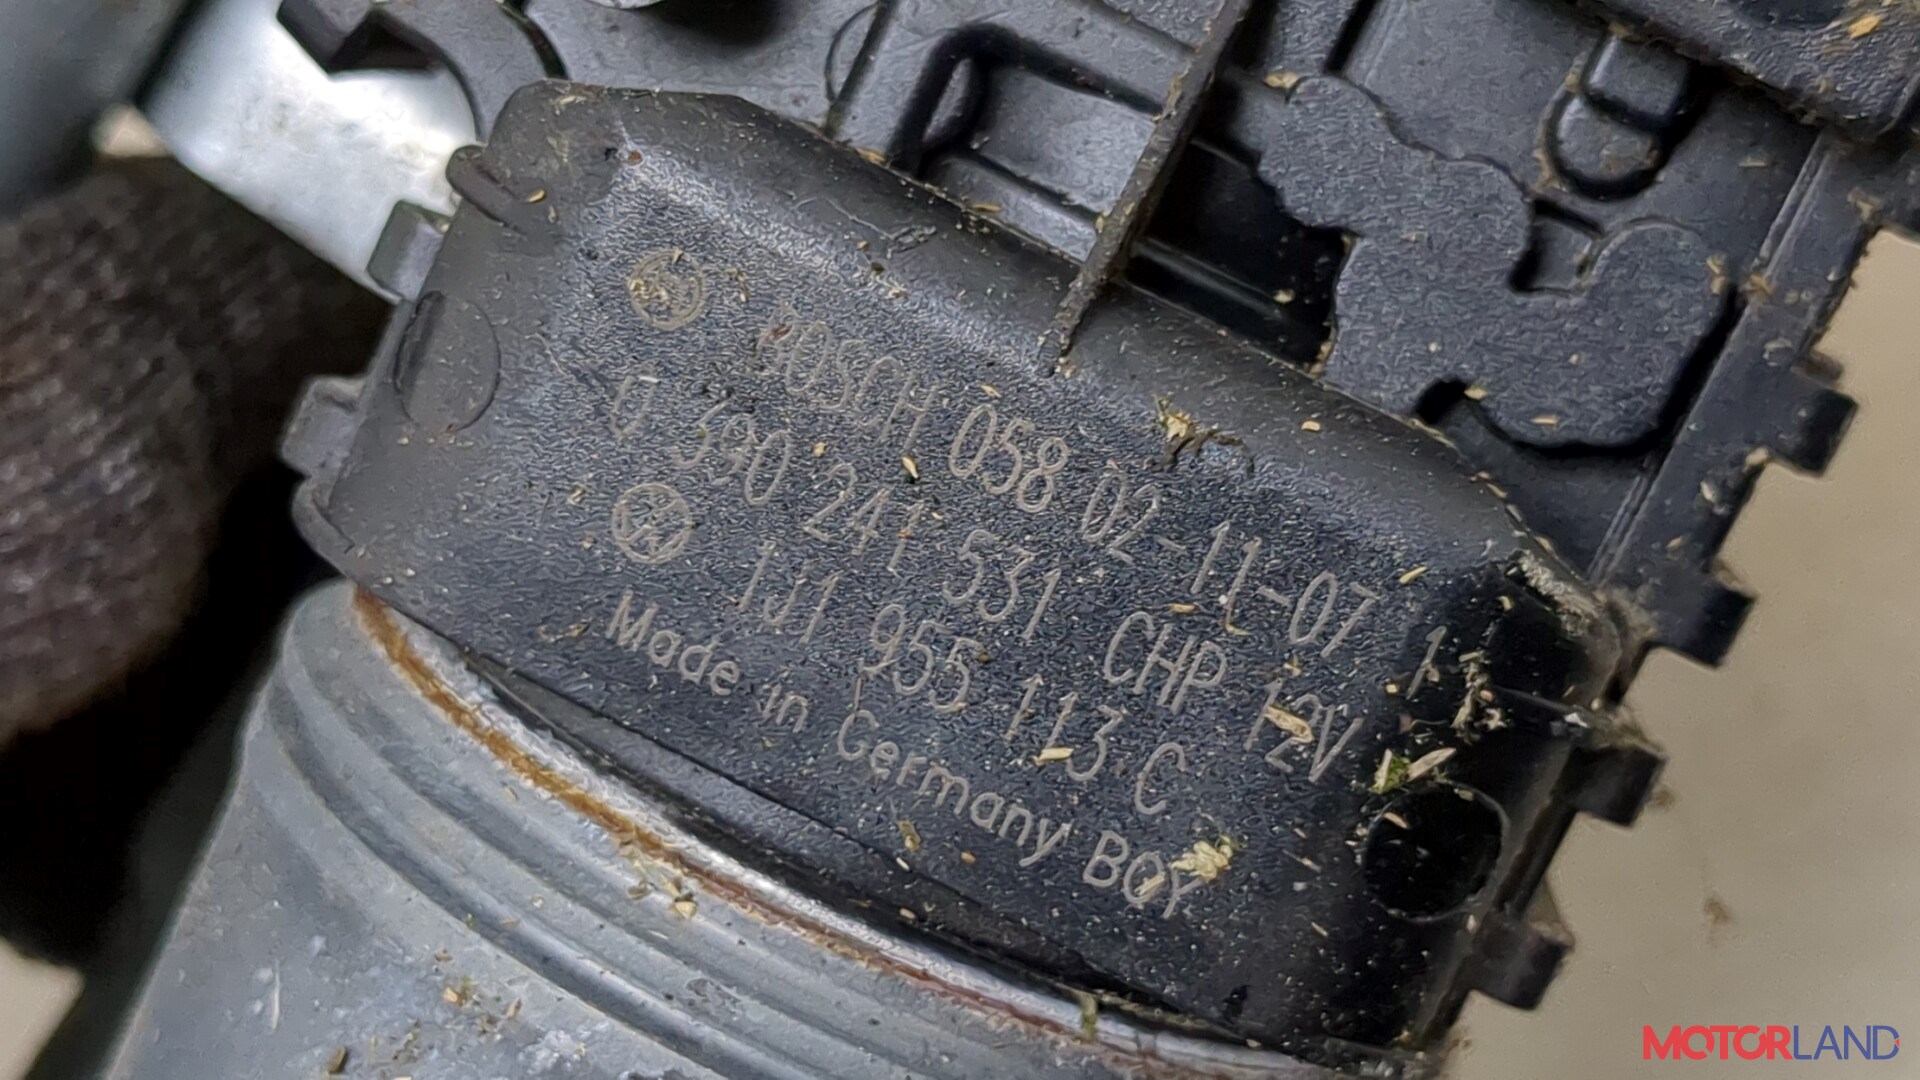 BOSCH 058 02-11-07 1
0 390 241 531 CHP 12V
1J1 955 113 C
Made in Germany BQY
MOTORLAND